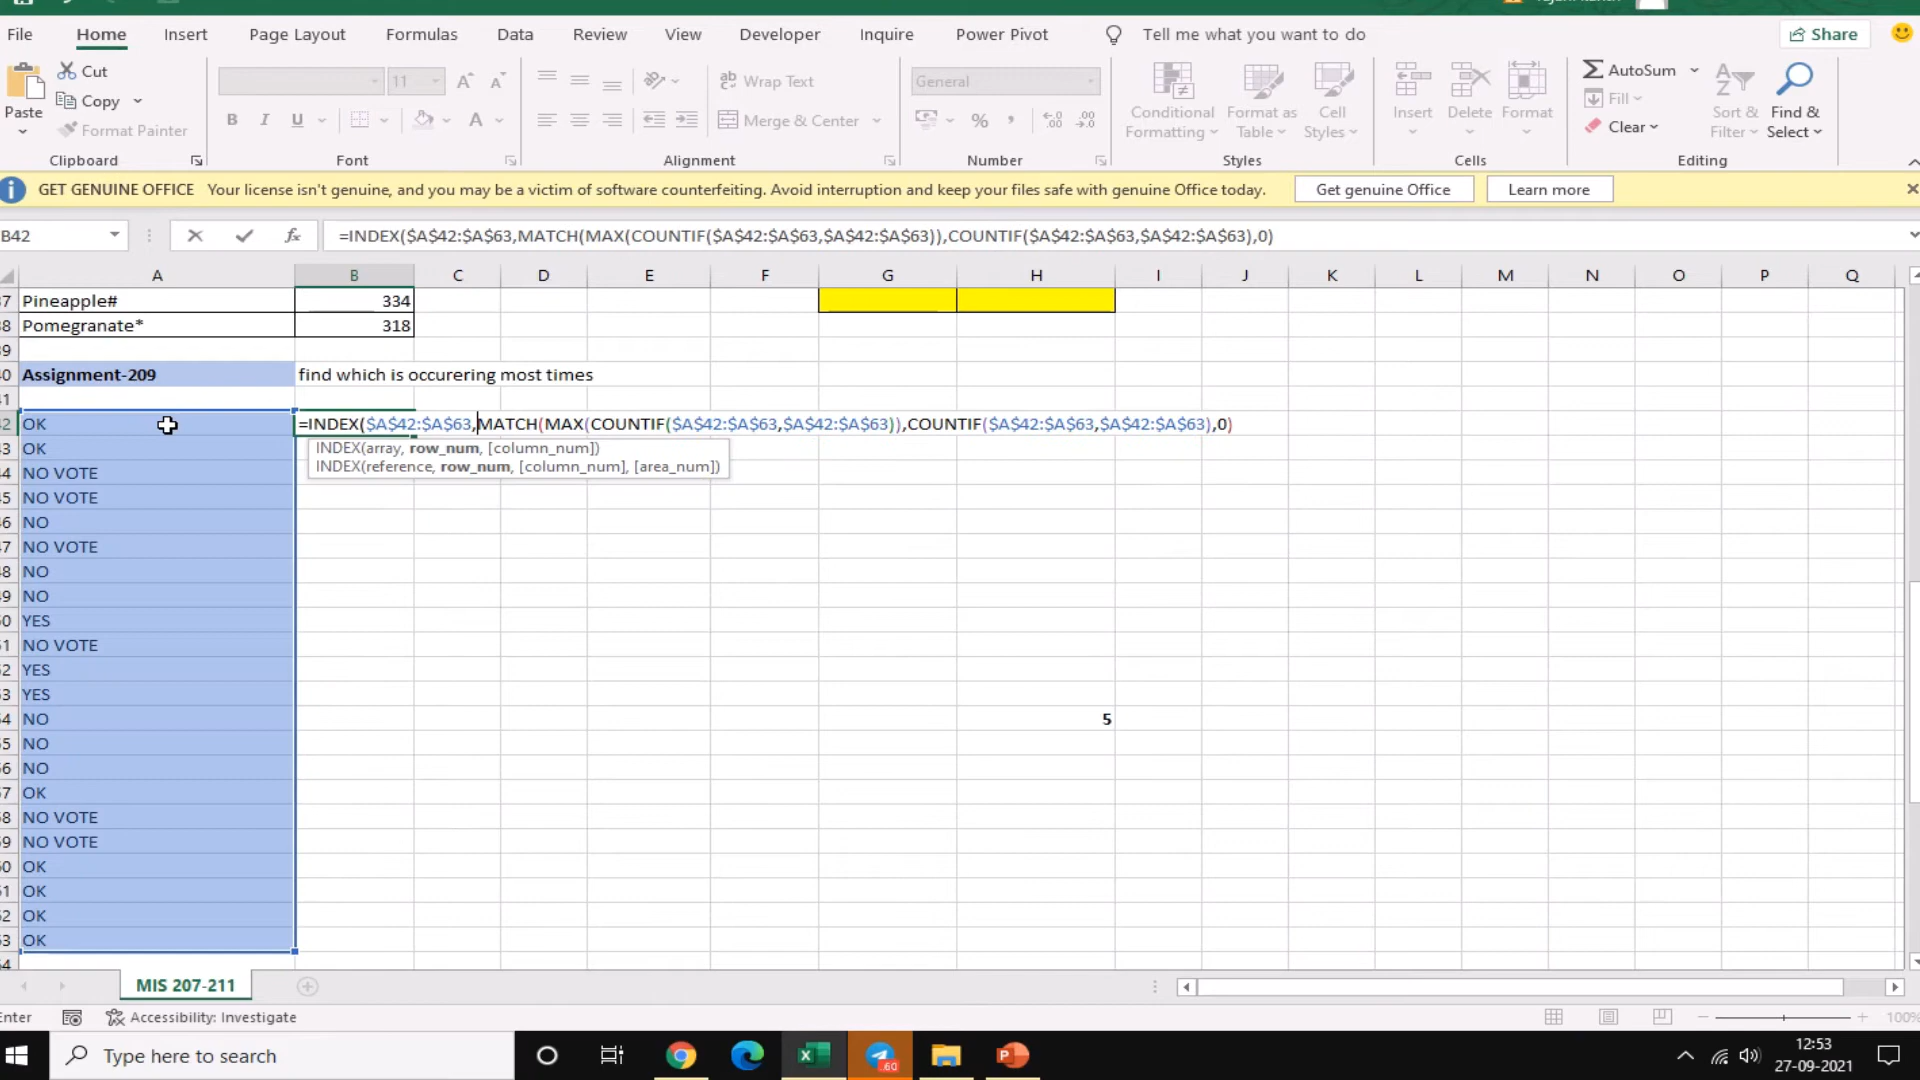 File Home Insert Page Layout Formulas Data Review View Developer Inquire Power Pivot Tell me what you want to do Share
Paste
Cut
Copy
Format Painter
11
Wrap Text
Merge & Center
General
Conditional Formatting
Format as Table
Cell Styles
Insert Delete Format
AutoSum
Fill
Clear
Sort & Filter
Find & Select
Clipboard Font Alignment Number Styles Cells Editing
GET GENUINE OFFICE Your license isn't genuine, and you may be a victim of software counterfeiting. Avoid interruption and keep your files safe with genuine Office today. Get genuine Office Learn more
B42 =INDEX($A$42:$A$63,MATCH(MAX(COUNTIF($A$42:$A$63,$A$42:$A$63)),COUNTIF($A$42:$A$63,$A$42:$A$63),0)
A B C D E F G H I J K L M N O P Q
Pineapple# 334
Pomegranate* 318
Assignment-209 find which is occurering most times
OK =INDEX($A$42:$A$63,MATCH(MAX(COUNTIF($A$42:$A$63,$A$42:$A$63)),COUNTIF($A$42:$A$63,$A$42:$A$63),0)
INDEX(array, row_num, [column_num])
INDEX(reference, row_num, [column_num], [area_num])
OK
NO VOTE
NO VOTE
NO
NO VOTE
NO
NO
YES
NO VOTE
YES
YES
NO 5
NO
NO
OK
NO VOTE
NO VOTE
OK
OK
OK
OK
MIS 207-211
Accessibility: Investigate 100%
Type here to search
.60
12:53
27-09-2021